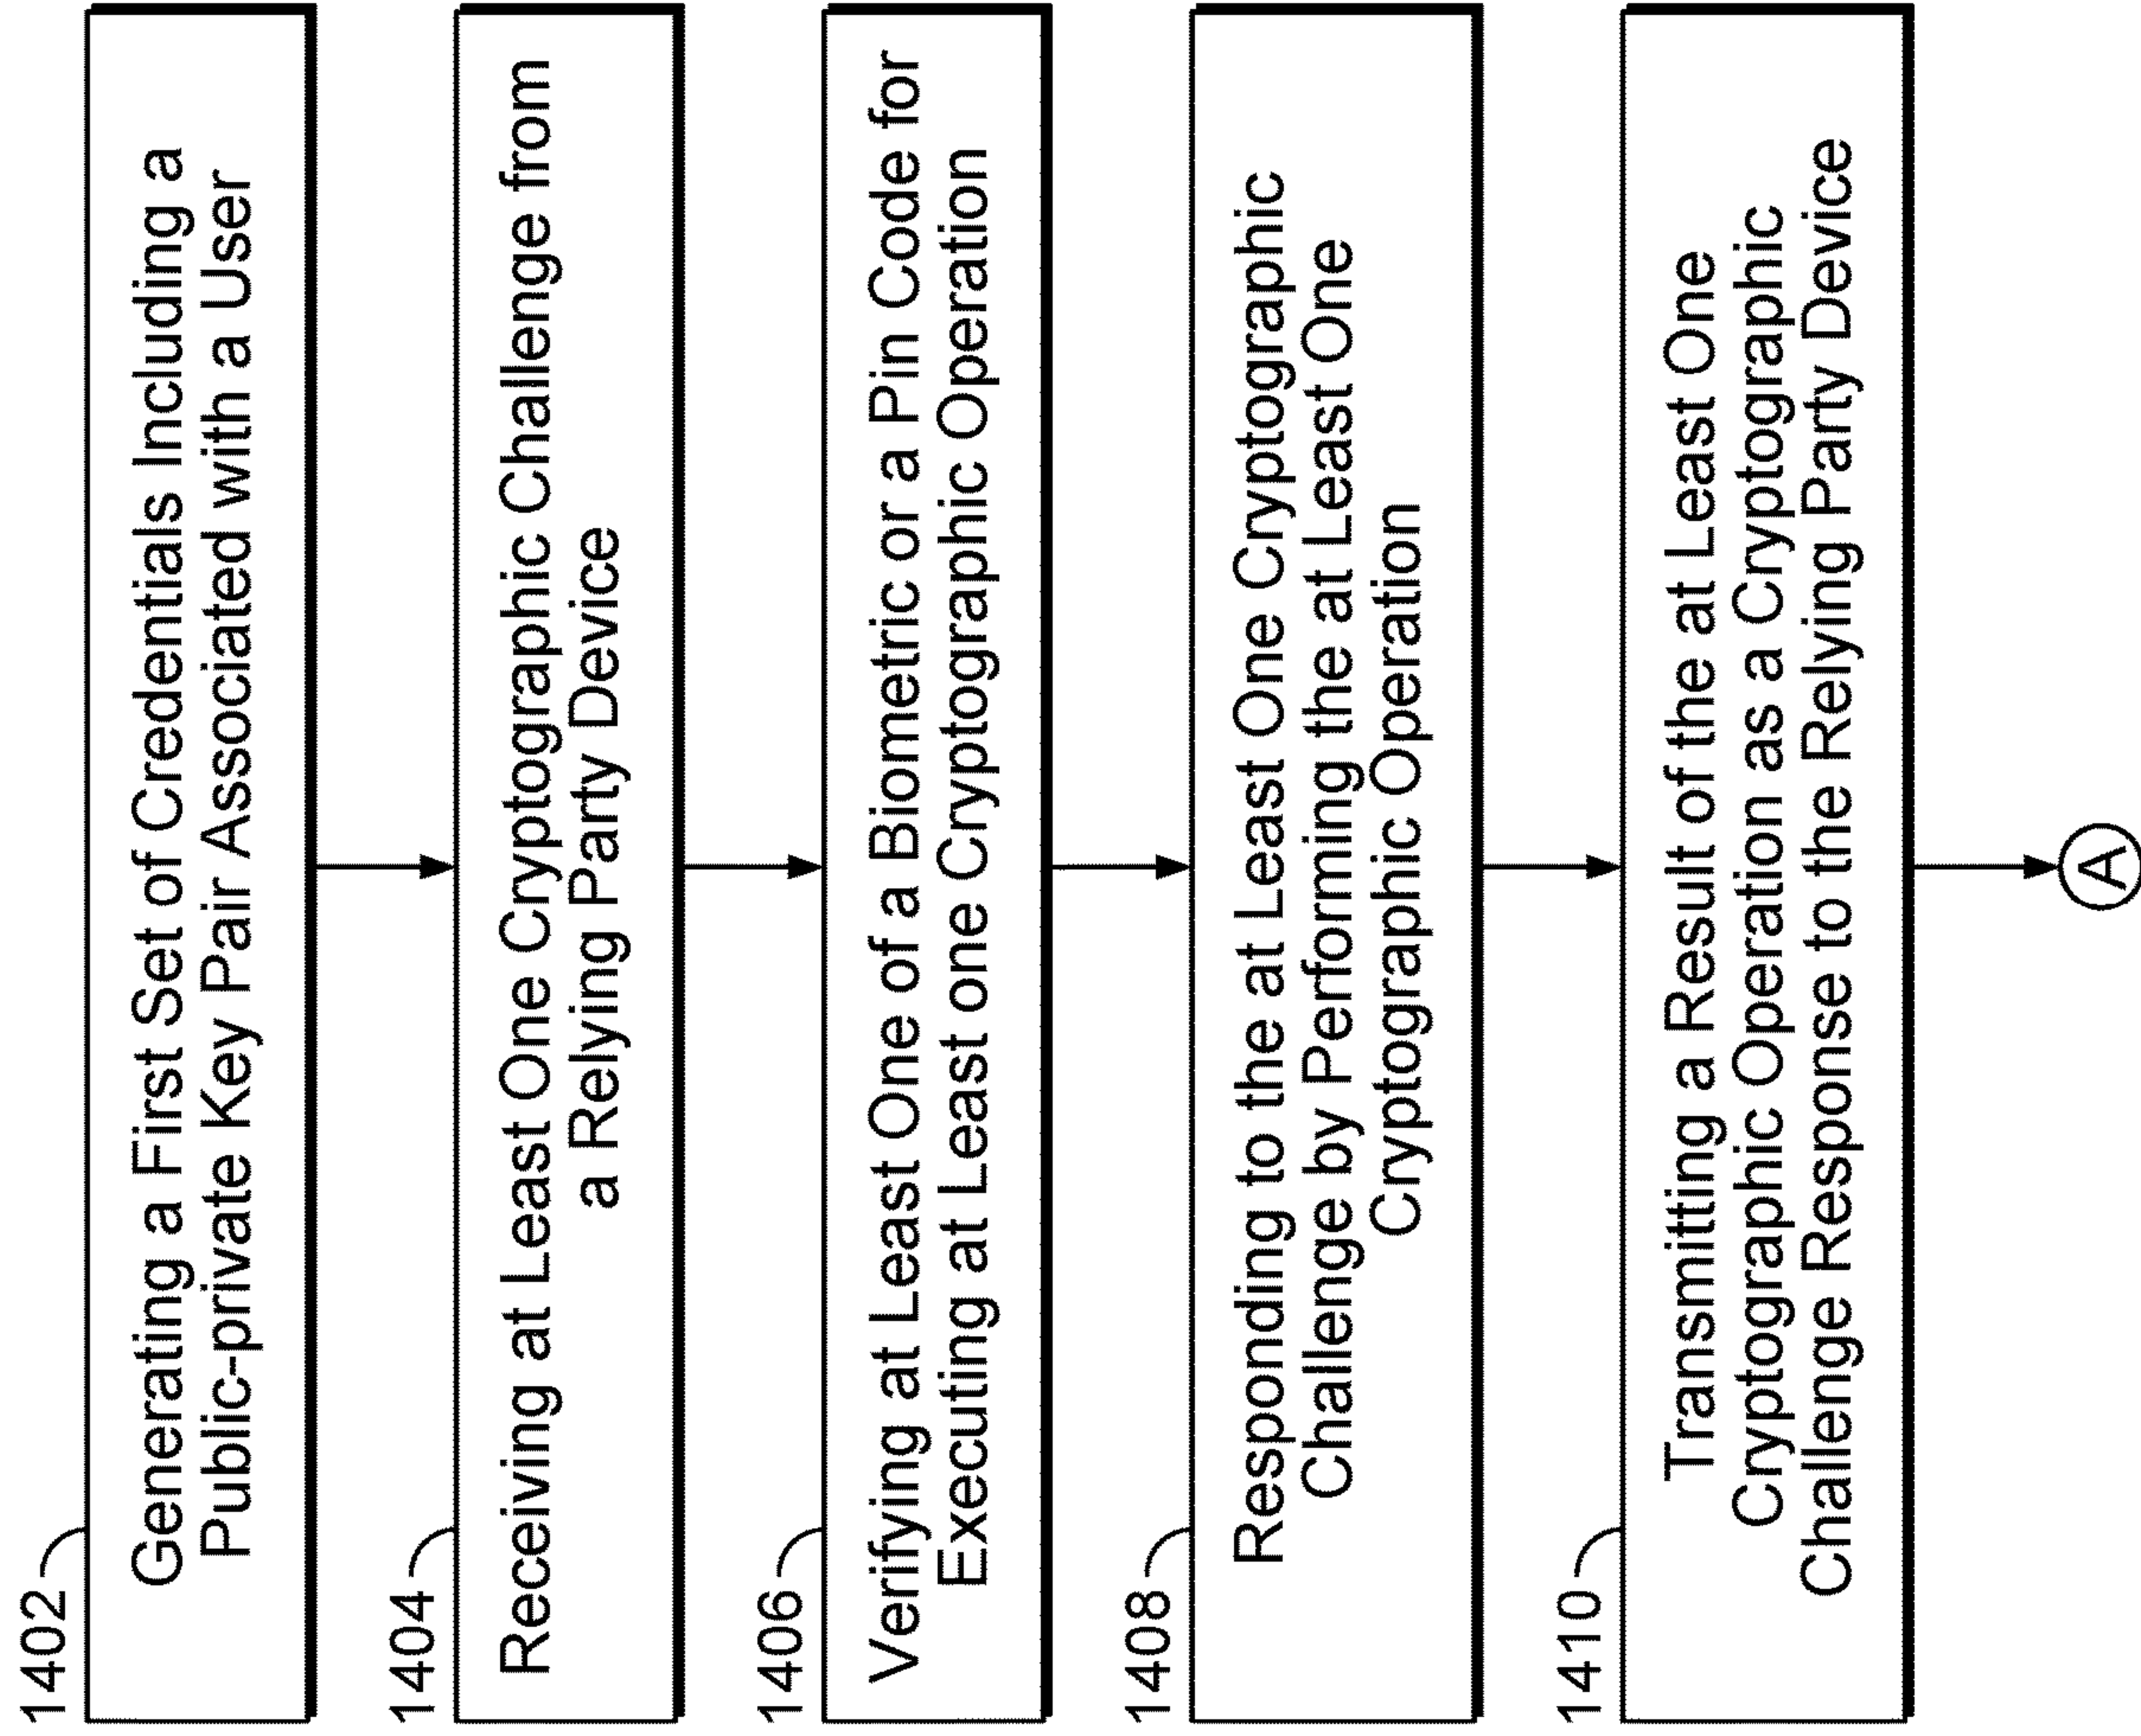 1402
Generating a First Set of Credentials Including a
Public-private Key Pair Associated with a User
1404
Receiving at Least One Cryptographic Challenge from
a Relying Party Device
1406
Verifying at Least One of a Biometric or a Pin Code for
Executing at Least one Cryptographic Operation
1408
Responding to the at Least One Cryptographic
Challenge by Performing the at Least One
Cryptographic Operation
1410
Transmitting a Result of the at Least One
Cryptographic Operation as a Cryptographic
Challenge Response to the Relying Party Device
A